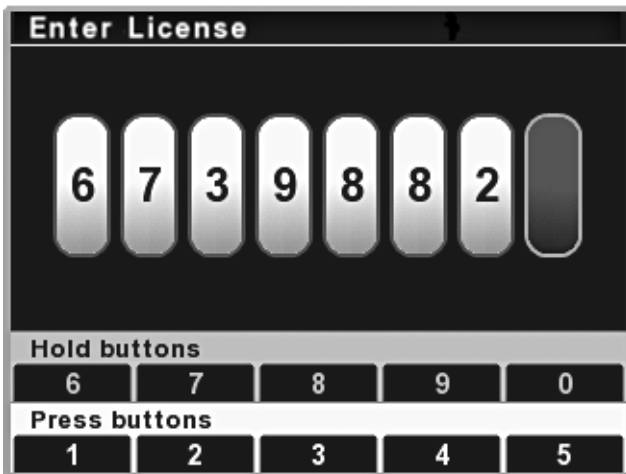 Enter License
6 7 3 9 8 8 2
Hold buttons
6 7 8 9 0
Press buttons
1 2 3 4 5